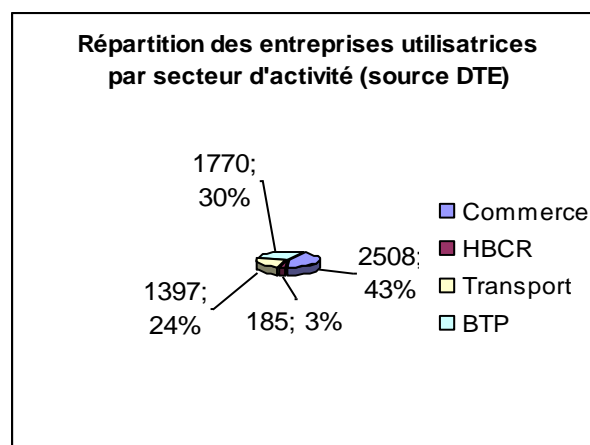 Répartition des entreprises utilisatrices
par secteur d'activité (source DTE)
1770;
30%
2508;
43%
1397;
24%
185; 3%
Commerce
HBCR
Transport
BTP